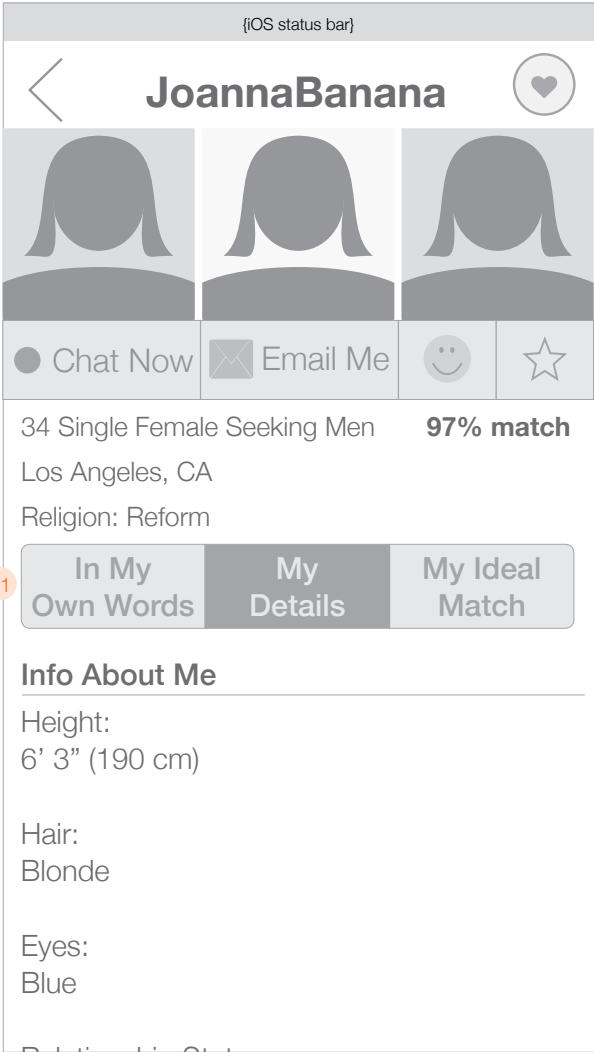 {iOS status bar}
JoannaBanana
Chat Now
Email Me
34 Single Female Seeking Men
97% match
Los Angeles, CA
Religion: Reform
1
In My
Own Words
My
Details
My Ideal
Match
Info About Me
Height:
6’ 3” (190 cm)
Hair:
Blonde
Eyes:
Blue